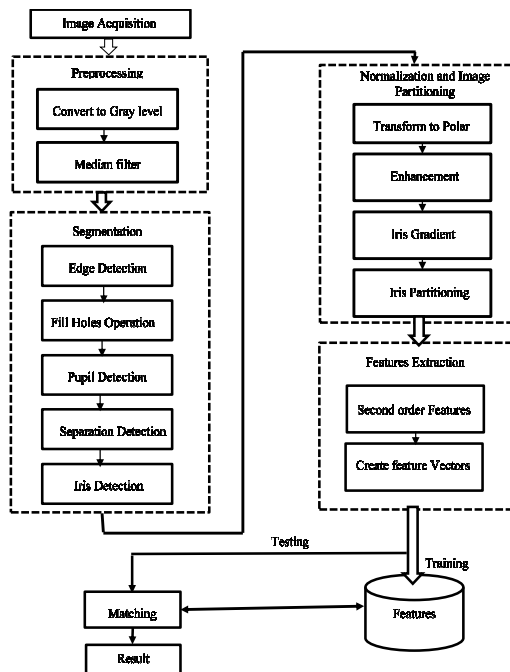 Image Acquisition
Preprocessing
Convert to Gray level
Median filter
Segmentation
Edge Detection
Fill Holes Operation
Pupil Detection
Separation Detection
Iris Detection
Normalization and Image
Partitioning
Transform to Polar
Enhancement
Iris Gradient
Iris Partitioning
Features Extraction
Second order Features
Create feature Vectors
Testing
Training
Matching
Features
Result